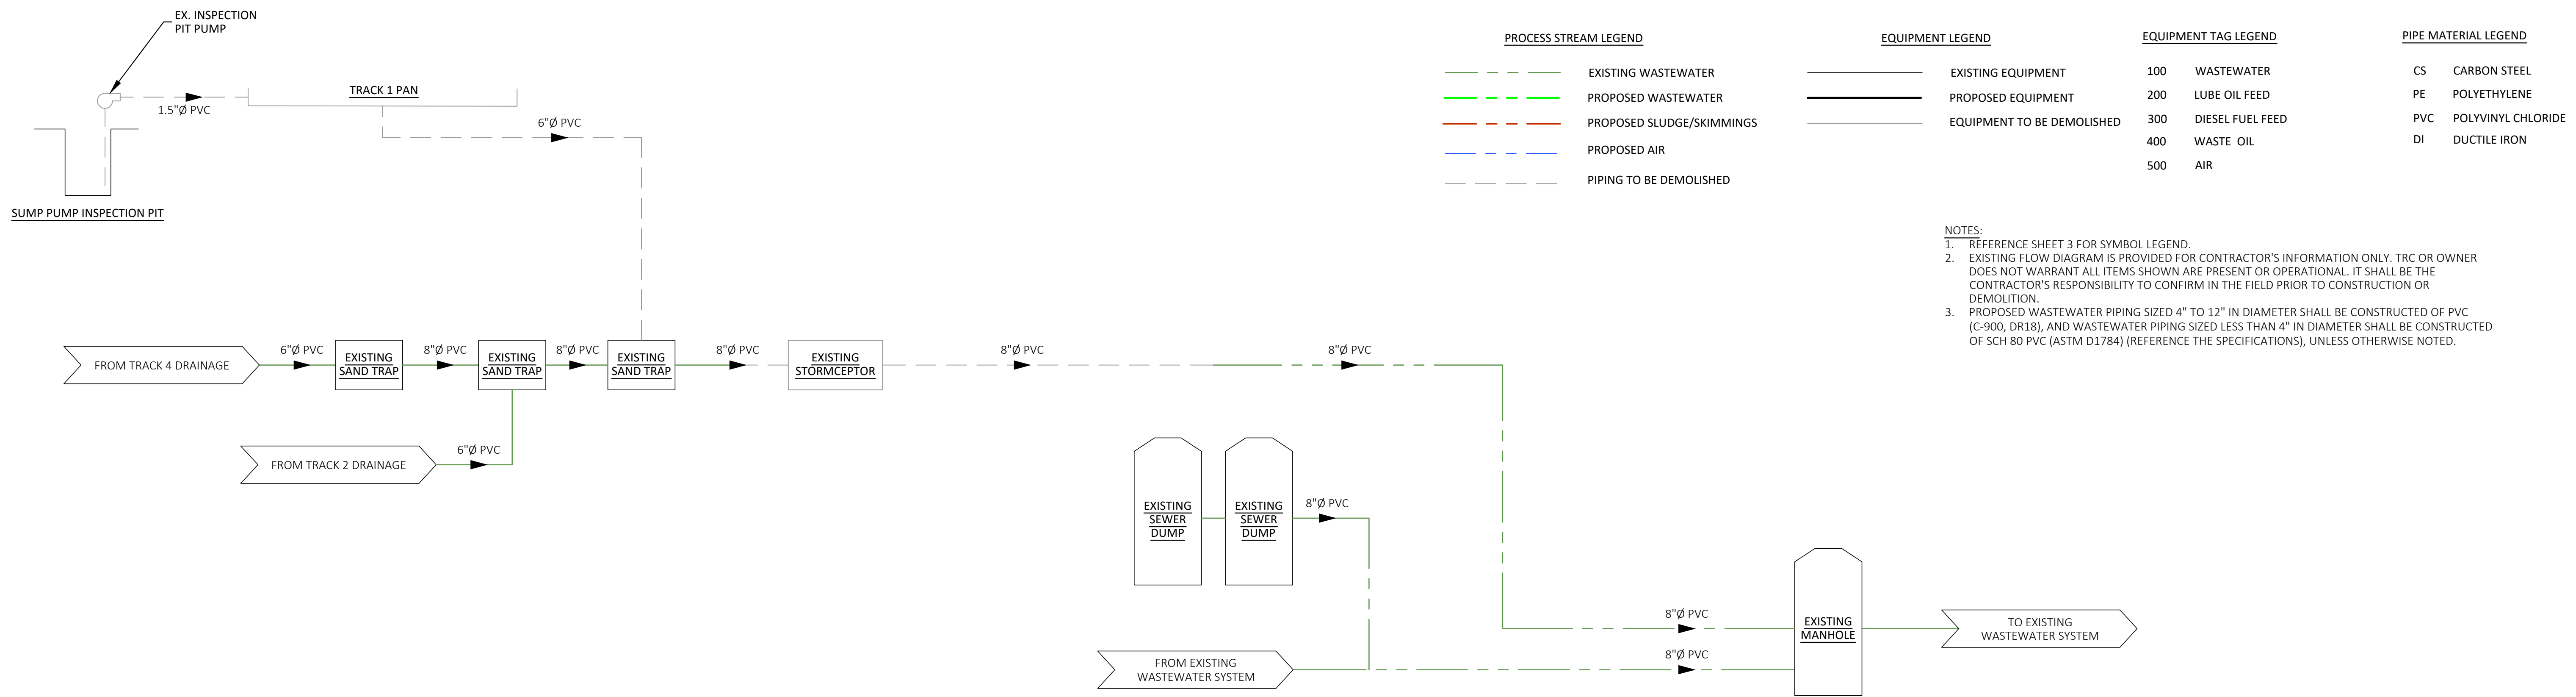 EX. INSPECTION
PIT PUMP
TRACK 1 PAN
1.5"Ø PVC
6"Ø PVC
SUMP PUMP INSPECTION PIT
PROCESS STREAM LEGEND
EXISTING WASTEWATER
PROPOSED WASTEWATER
PROPOSED SLUDGE/SKIMMINGS
PROPOSED AIR
PIPING TO BE DEMOLISHED
EQUIPMENT LEGEND
EXISTING EQUIPMENT
PROPOSED EQUIPMENT
EQUIPMENT TO BE DEMOLISHED
EQUIPMENT TAG LEGEND
100 WASTEWATER
200 LUBE OIL FEED
300 DIESEL FUEL FEED
400 WASTE OIL
500 AIR
PIPE MATERIAL LEGEND
CS CARBON STEEL
PE POLYETHYLENE
PVC POLYVINYL CHLORIDE
DI DUCTILE IRON
NOTES:
1. REFERENCE SHEET 3 FOR SYMBOL LEGEND.
2. EXISTING FLOW DIAGRAM IS PROVIDED FOR CONTRACTOR'S INFORMATION ONLY. TRC OR OWNER
DOES NOT WARRANT ALL ITEMS SHOWN ARE PRESENT OR OPERATIONAL. IT SHALL BE THE
CONTRACTOR'S RESPONSIBILITY TO CONFIRM IN THE FIELD PRIOR TO CONSTRUCTION OR
DEMOLITION.
3. PROPOSED WASTEWATER PIPING SIZED 4" TO 12" IN DIAMETER SHALL BE CONSTRUCTED OF PVC
(C-900, DR18), AND WASTEWATER PIPING SIZED LESS THAN 4" IN DIAMETER SHALL BE CONSTRUCTED
OF SCH 80 PVC (ASTM D1784) (REFERENCE THE SPECIFICATIONS), UNLESS OTHERWISE NOTED.
FROM TRACK 4 DRAINAGE
6"Ø PVC
EXISTING
SAND TRAP
8"Ø PVC
EXISTING
SAND TRAP
8"Ø PVC
EXISTING
SAND TRAP
8"Ø PVC
EXISTING
STORMCEPTOR
8"Ø PVC
8"Ø PVC
FROM TRACK 2 DRAINAGE
6"Ø PVC
EXISTING
SEWER
DUMP
EXISTING
SEWER
DUMP
8"Ø PVC
8"Ø PVC
EXISTING
MANHOLE
TO EXISTING
WASTEWATER SYSTEM
FROM EXISTING
WASTEWATER SYSTEM
8"Ø PVC